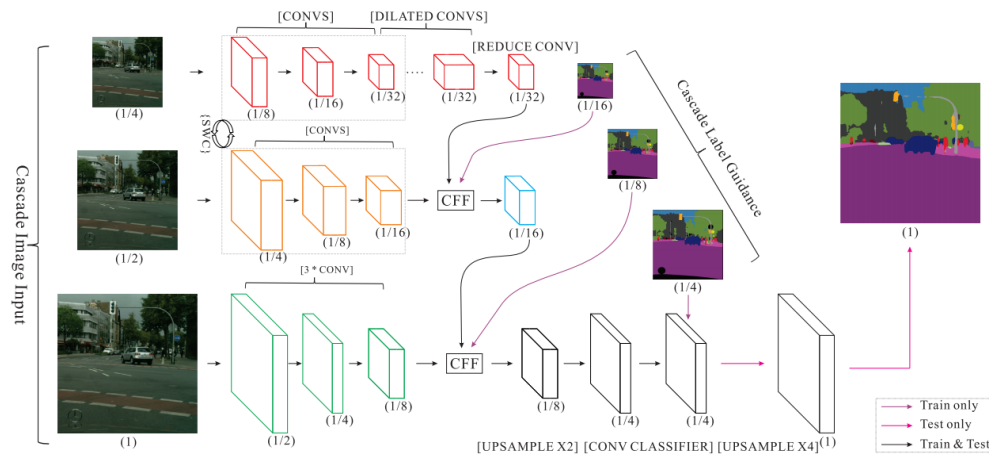 [CONVS] [DILATED CONVS]
[REDUCE CONV]
(1/4)
(1/8)
(1/16)
(1/32)
(1/32)
(1/32)
(1/16)
{SWC}
[CONVS]
CFF
(1/2)
(1/4)
(1/8)
(1/16)
(1/16)
(1/8)
Cascade Label Guidance
(1)
Cascade Image Input
[3 * CONV]
(1/4)
CFF
(1)
(1/2)
(1/4)
(1/8)
(1/8)
(1/4)
(1/4)
(1)
[UPSAMPLE X2] [CONV CLASSIFIER] [UPSAMPLE X4]
Train only
Test only
Train & Test